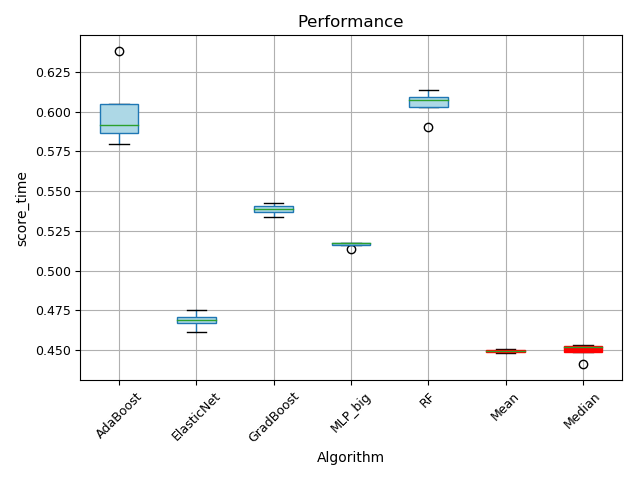 Performance
0.625
0.600
0.575
0.550
0.525
0.500
0.475
0.450
score_time
AdaBoost
ElasticNet
GradBoost
MLP_big
RF
Mean
Median
Algorithm